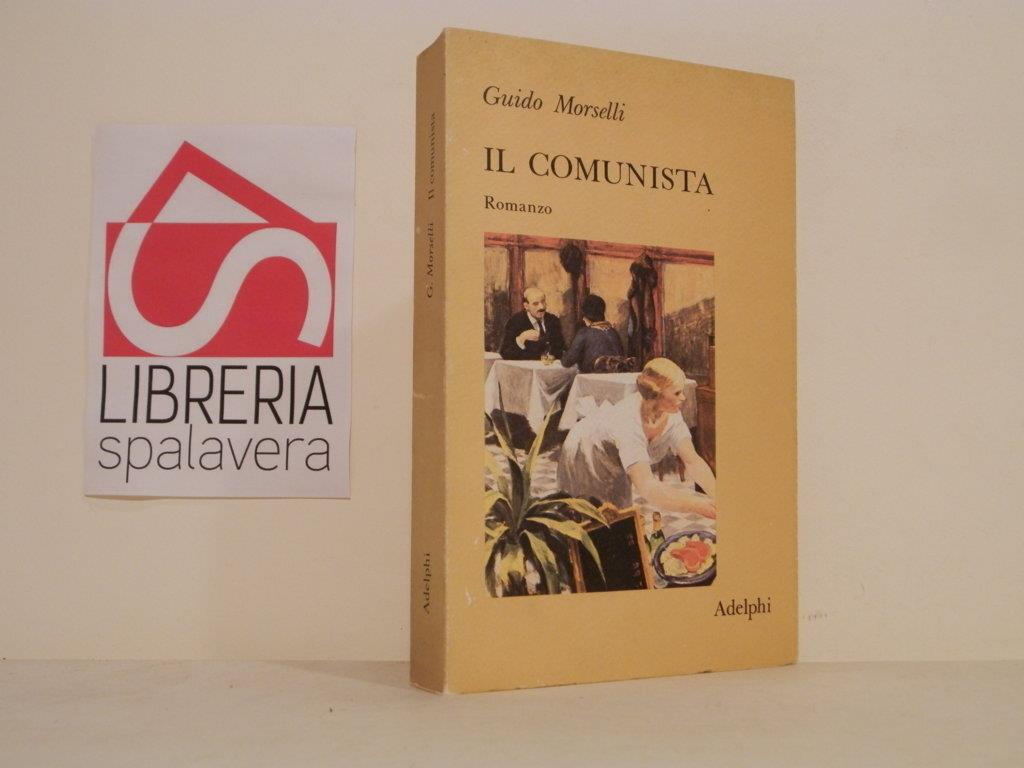 LIBRERIA
spalavera
G. Morselli Il comunista
Adelphi
Guido Morselli
IL COMUNISTA
Romanzo
Adelphi